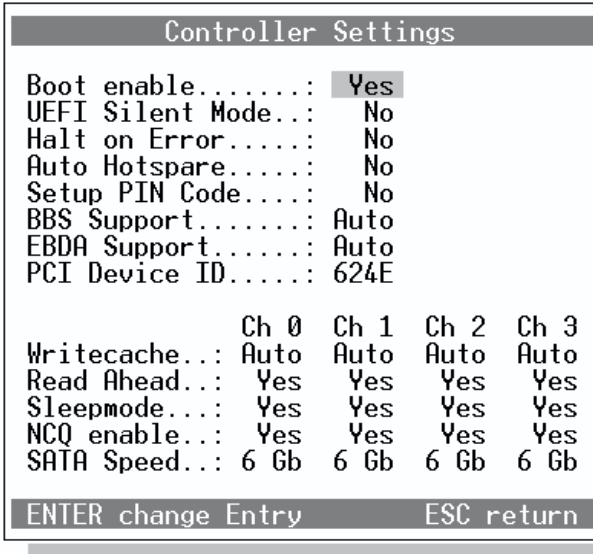 Controller Settings
Boot enable.......: Yes
UEFI Silent Mode..: No
Halt on Error.....: No
Auto Hotspare.....: No
Setup PIN Code....: No
BBS Support.......: Auto
EBDA Support......: Auto
PCI Device ID.....: 624E
Ch 0 Ch 1 Ch 2 Ch 3
Writecache..: Auto Auto Auto Auto
Read Ahead..: Yes Yes Yes Yes
Sleepmode...: Yes Yes Yes Yes
NCQ enable..: Yes Yes Yes Yes
SATA Speed..: 6 Gb 6 Gb 6 Gb 6 Gb
ENTER change Entry ESC return